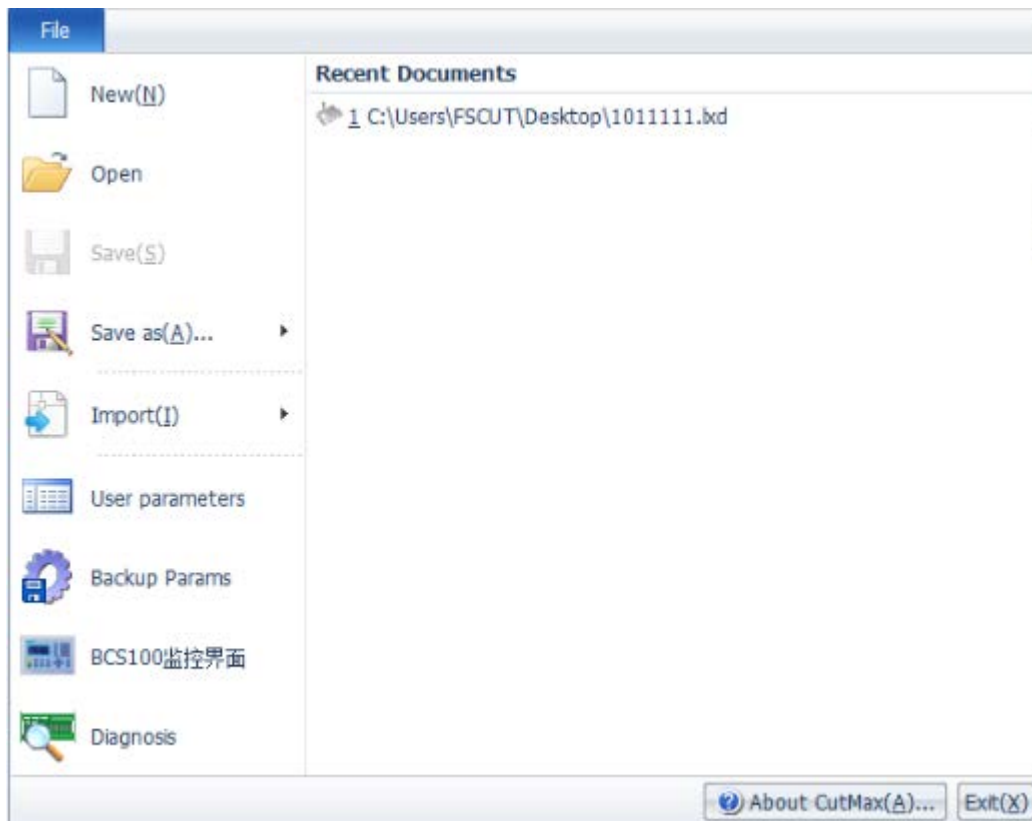 File
New(N)
Open
Save(S)
Save as(A)...
Import(I)
User parameters
Backup Params
BCS100监控界面
Diagnosis
Recent Documents
1 C:\Users\FSCUT\Desktop\1011111.lxd
About CutMax(A)...
Exit(X)